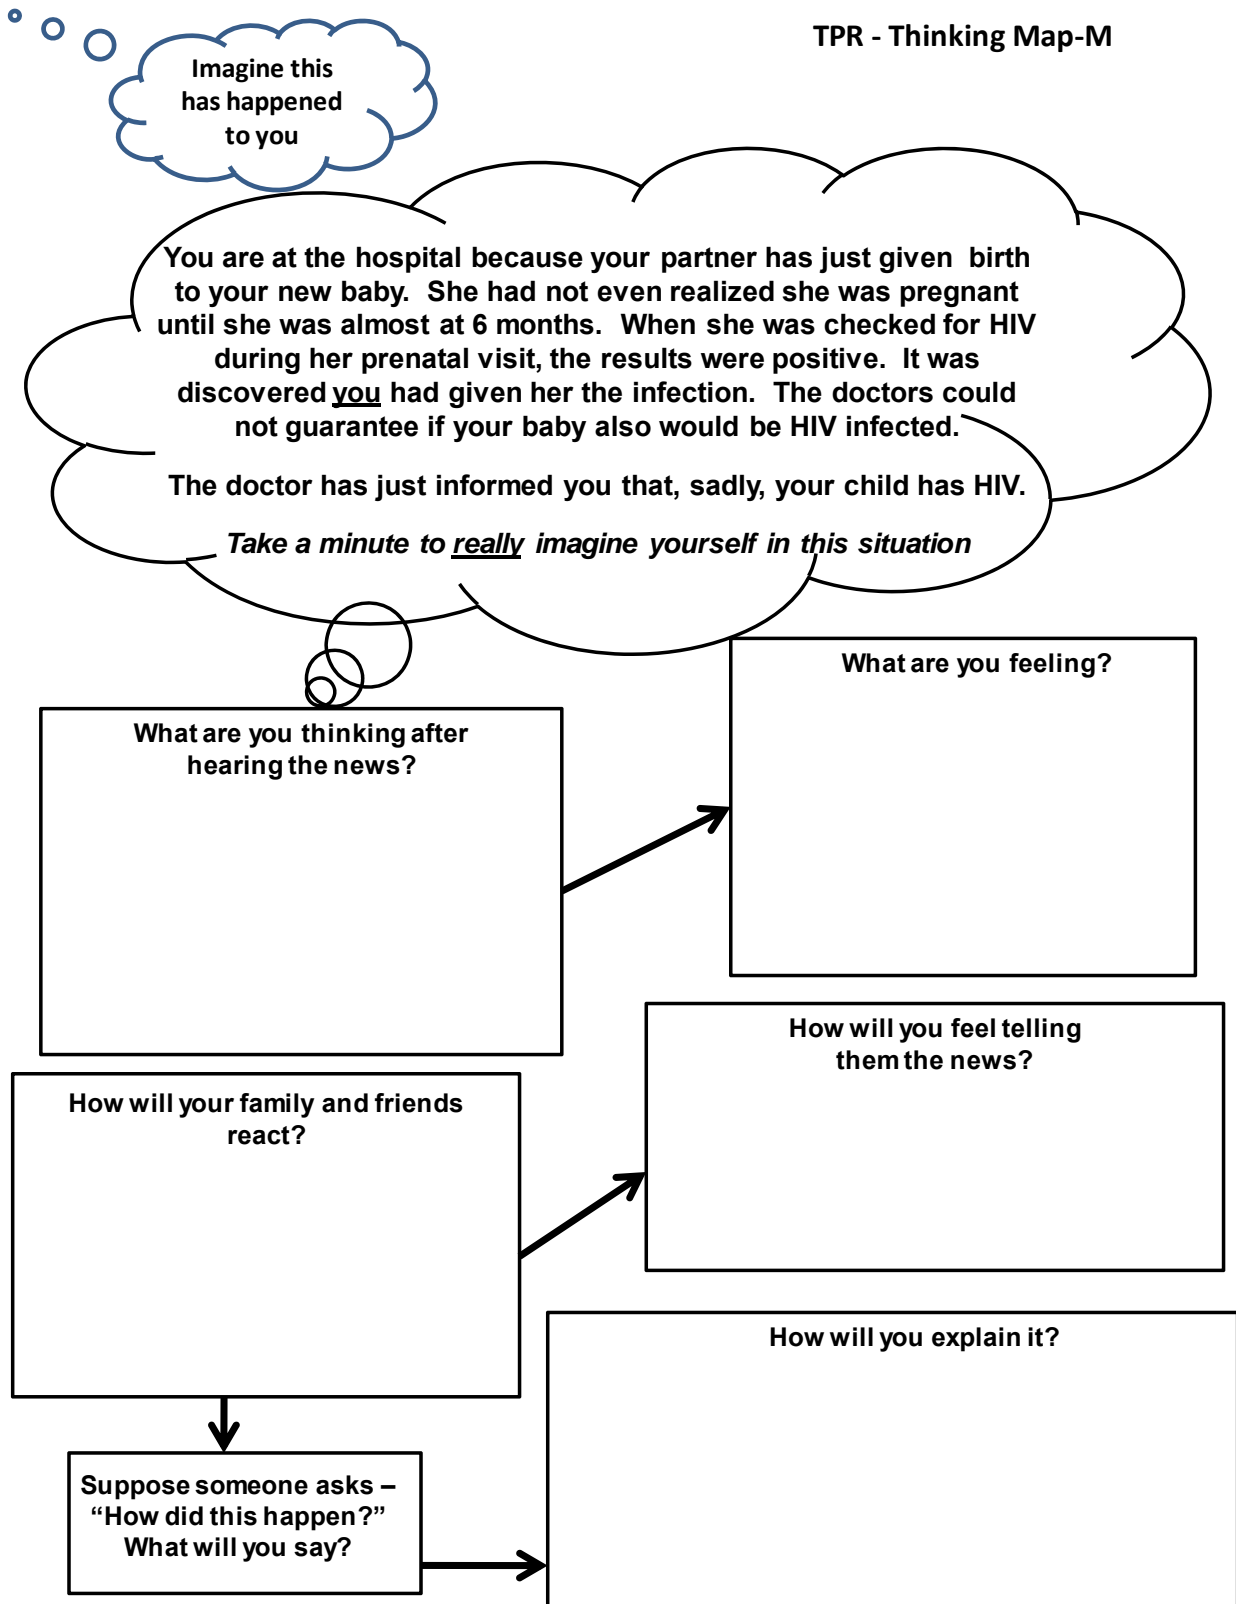 TPR - Thinking Map-M
Imagine this
has happened
to you
You are at the hospital because your partner has just given birth
to your new baby. She had not even realized she was pregnant
until she was almost at 6 months. When she was checked for HIV
during her prenatal visit, the results were positive. It was
discovered you had given her the infection. The doctors could
not guarantee if your baby also would be HIV infected.
The doctor has just informed you that, sadly, your child has HIV.
Take a minute to really imagine yourself in this situation
What are you thinking after
hearing the news?
What are you feeling?
How will your family and friends
react?
How will you feel telling
them the news?
Suppose someone asks –
“How did this happen?”
What will you say?
How will you explain it?